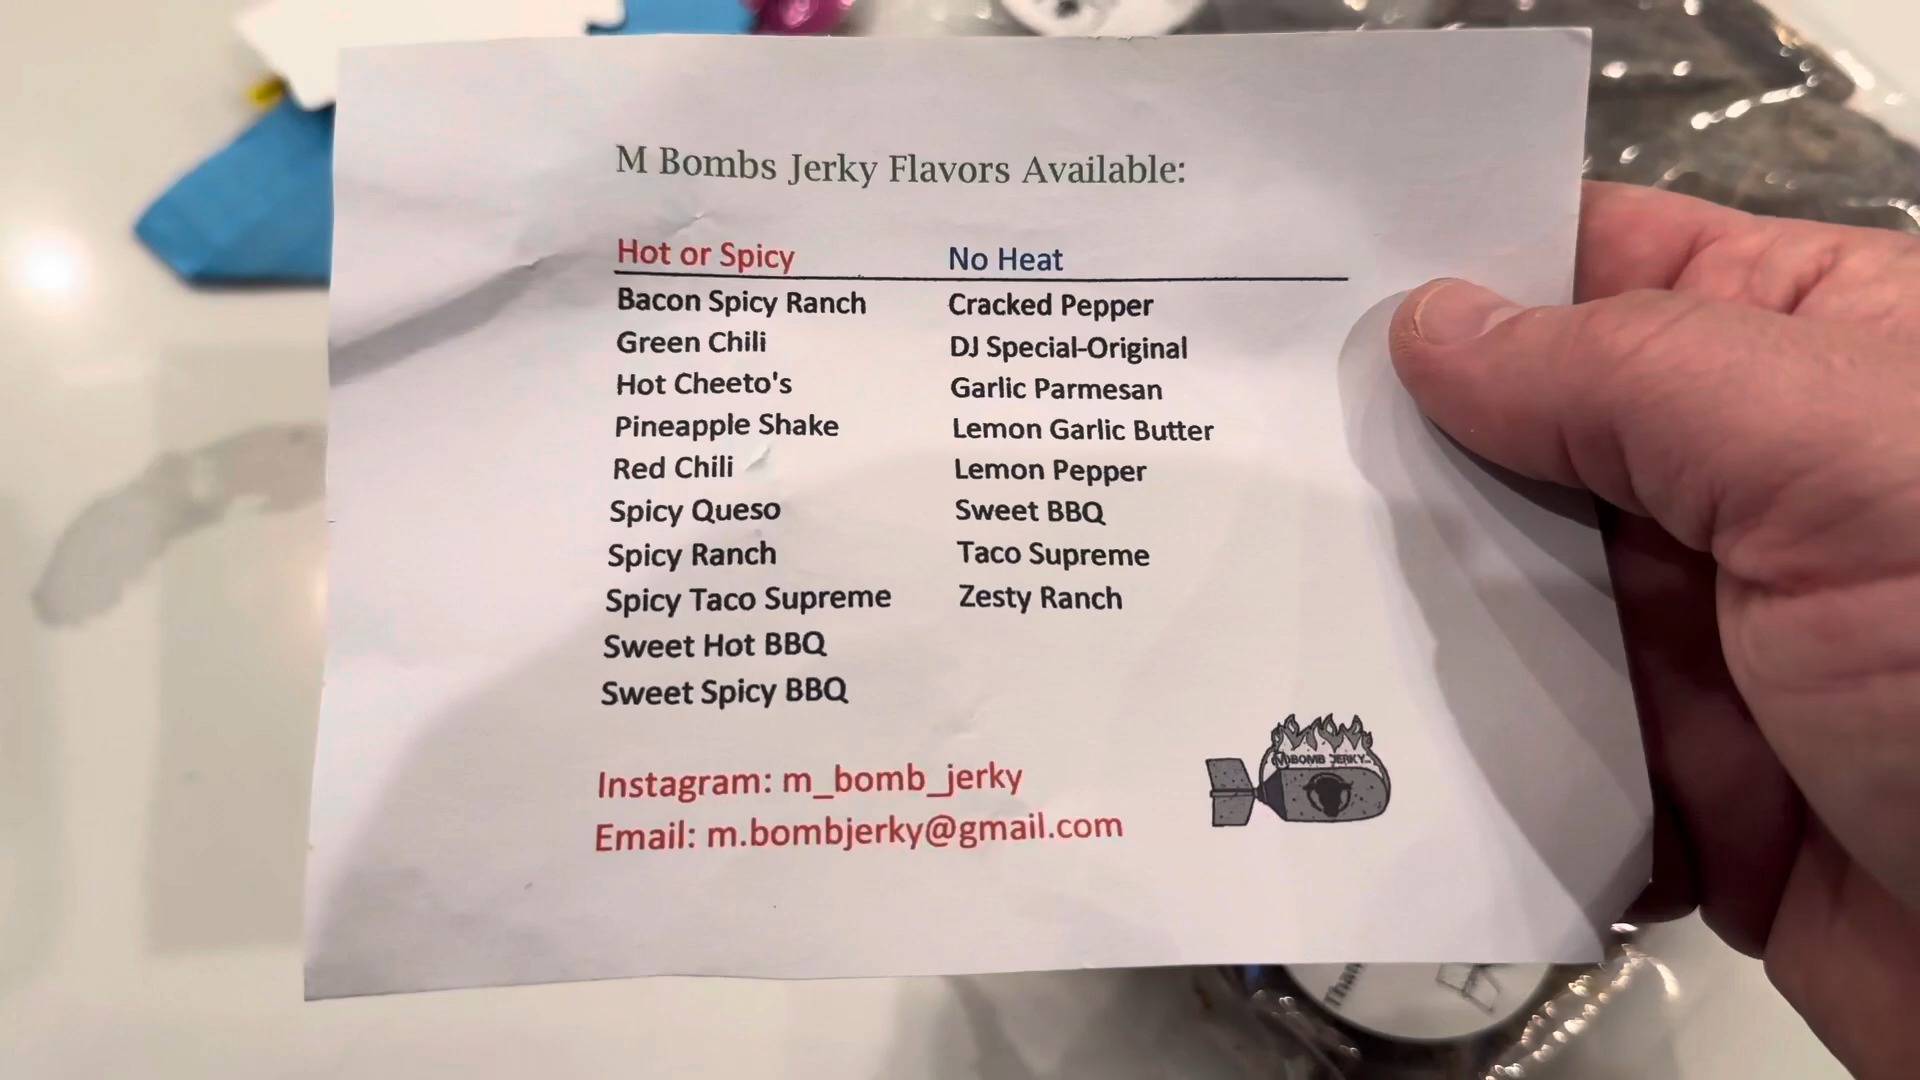 M Bombs Jerky Flavors Available:
Hot or Spicy No Heat
Bacon Spicy Ranch Cracked Pepper
Green Chili DJ Special-Original
Hot Cheeto's Garlic Parmesan
Pineapple Shake Lemon Garlic Butter
Red Chili Lemon Pepper
Spicy Queso Sweet BBQ
Spicy Ranch Taco Supreme
Spicy Taco Supreme Zesty Ranch
Sweet Hot BBQ
Sweet Spicy BBQ
MBOMB JERKY
Instagram: m_bomb_jerky
Email: m.bombjerky@gmail.com